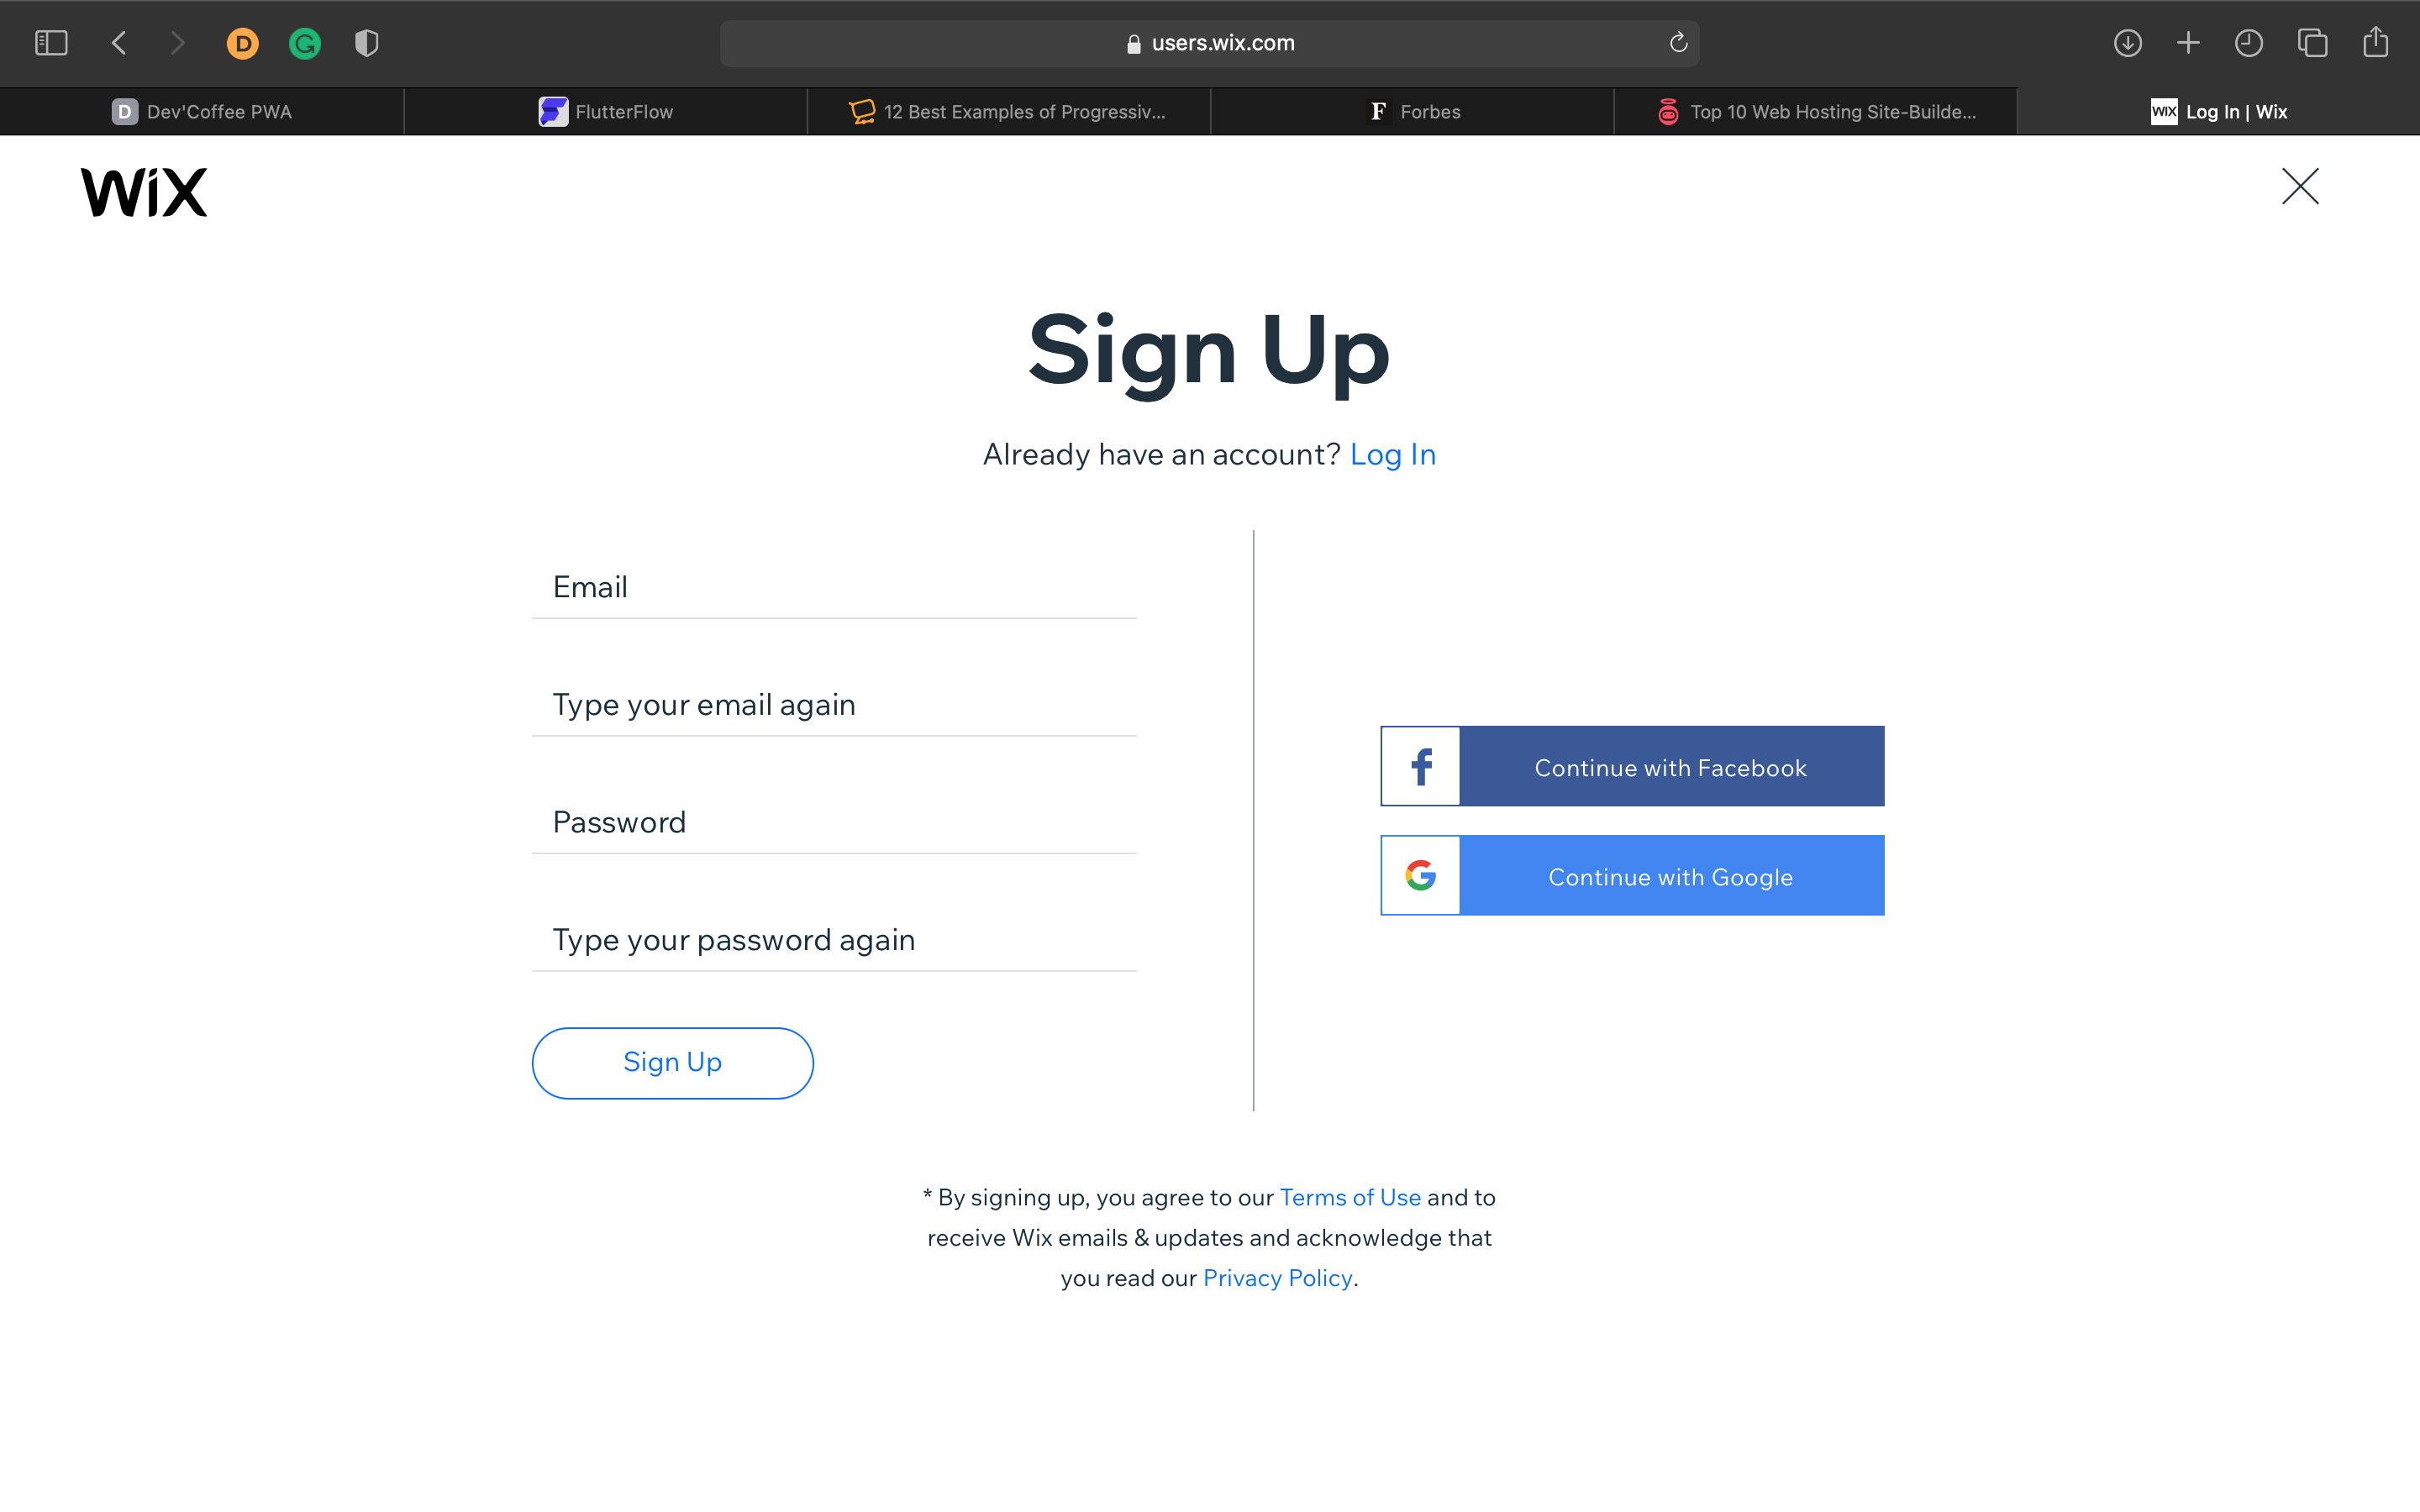 D
users.wix.com
D Dev'Coffee PWA
FlutterFlow
12 Best Examples of Progressiv...
F Forbes
Top 10 Web Hosting Site-Builde...
WIX Log In | Wix
WiX
Sign Up
Already have an account? Log In
Email
Type your email again
Password
Type your password again
Sign Up
f Continue with Facebook
G Continue with Google
* By signing up, you agree to our Terms of Use and to
receive Wix emails & updates and acknowledge that
you read our Privacy Policy.